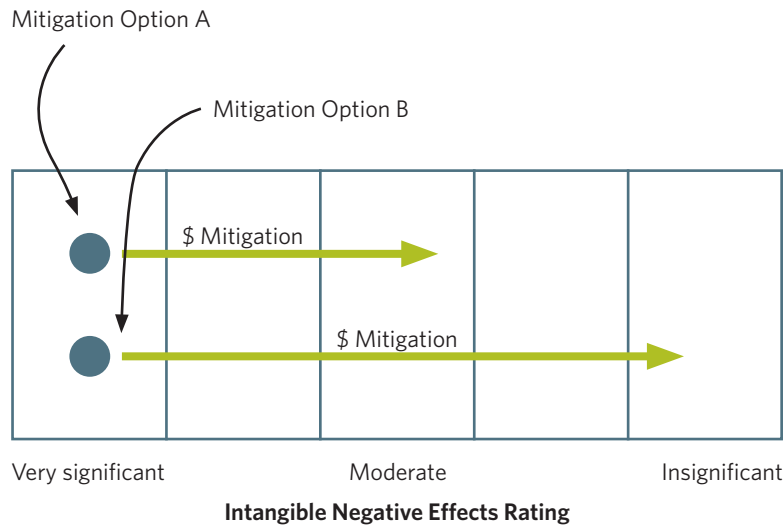 Mitigation Option A
Mitigation Option B
$ Mitigation
$ Mitigation
Very significant
Moderate
Insignificant
Intangible Negative Effects Rating